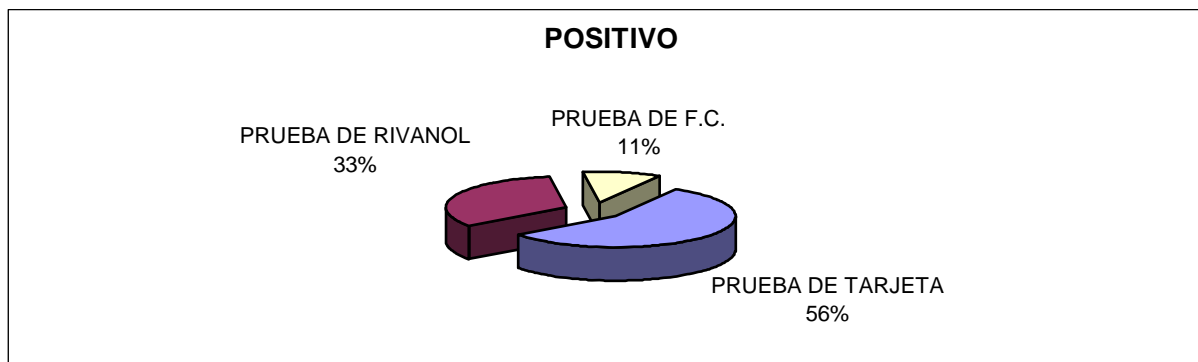 POSITIVO
PRUEBA DE F.C.
11%
PRUEBA DE RIVANOL
33%
PRUEBA DE TARJETA
56%